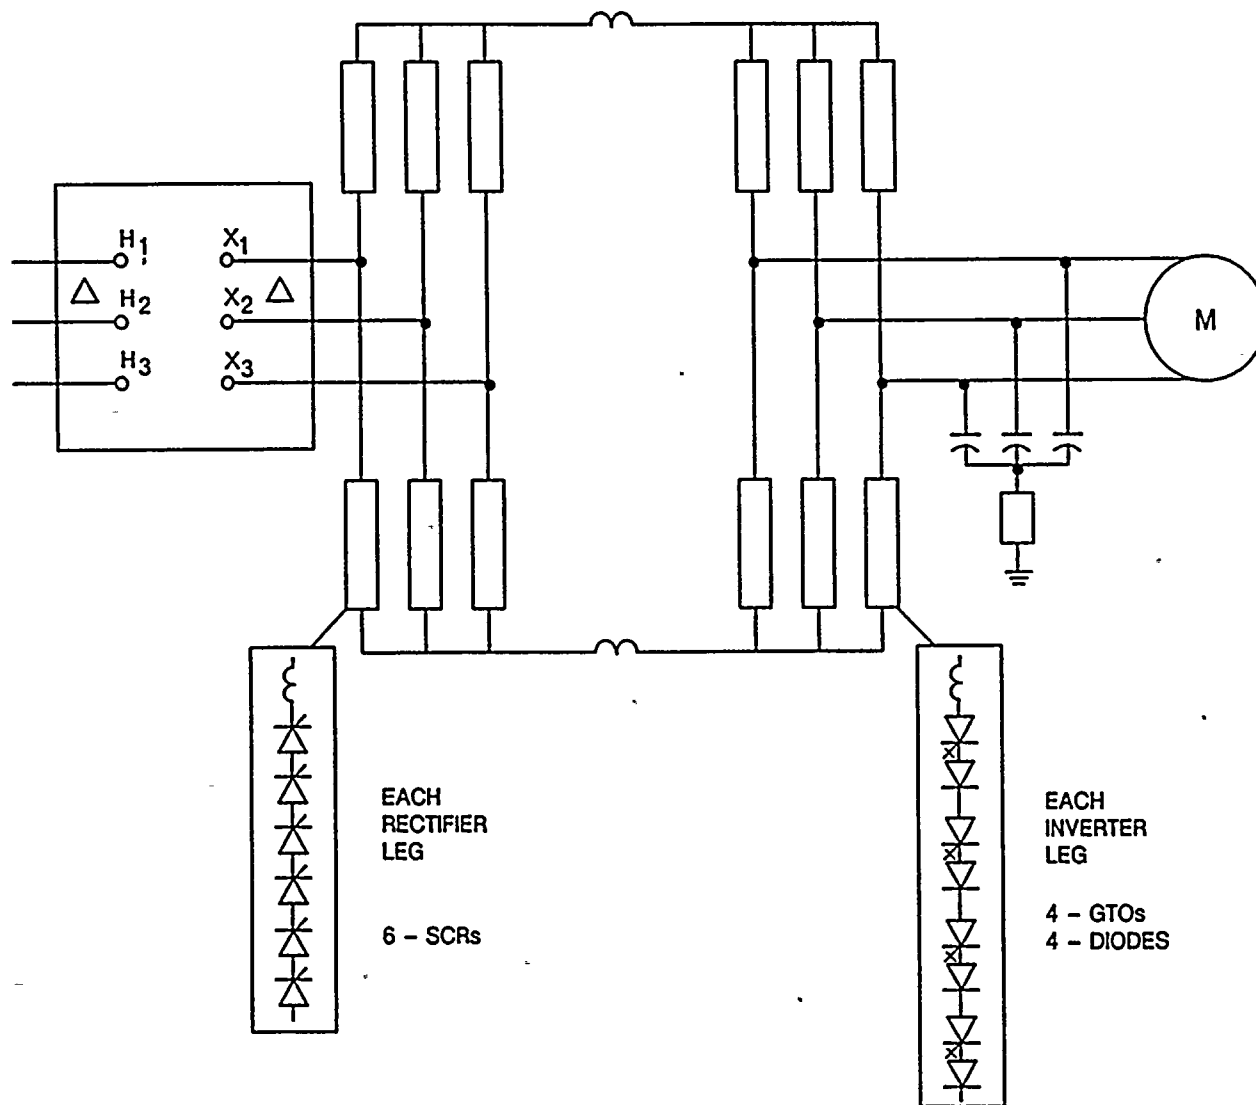 H1 X1
H2 X2
H3 X3
M
EACH
RECTIFIER
LEG
6 – SCRs
EACH
INVERTER
LEG
4 – GTOs
4 – DIODES